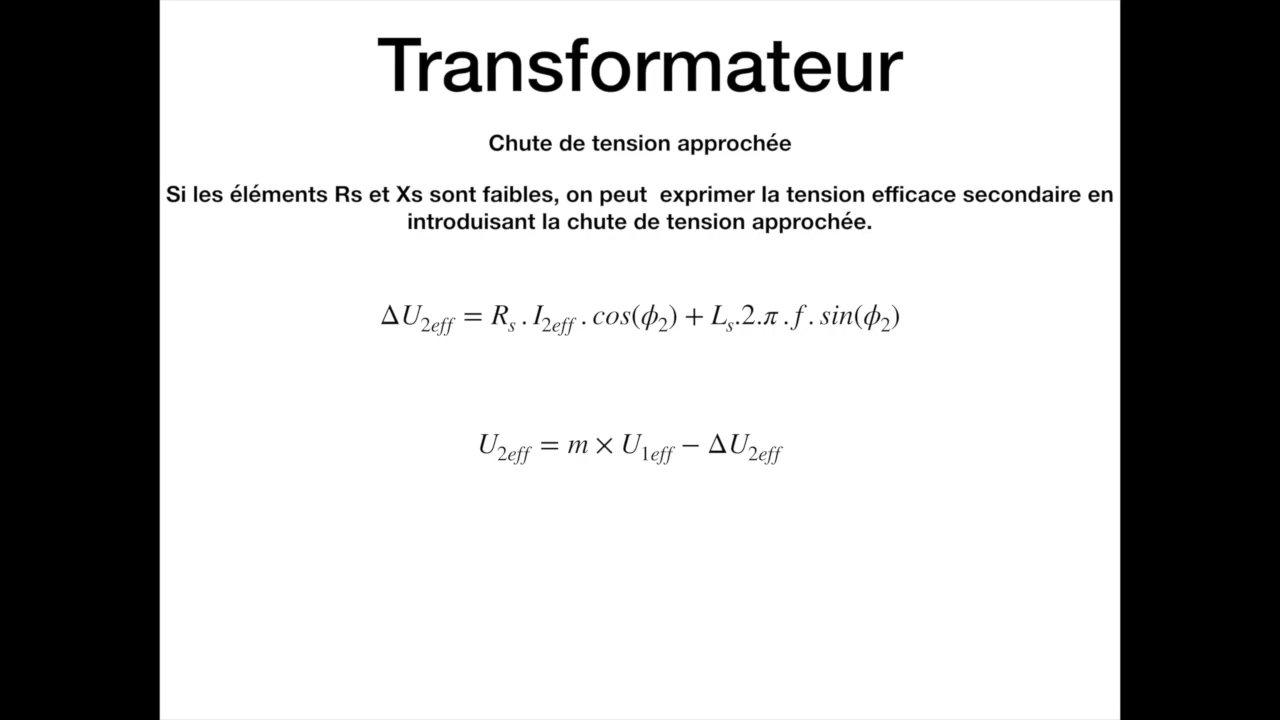 Transformateur
Chute de tension approchée
Si les éléments Rs et Xs sont faibles, on peut  exprimer la tension efficace secondaire en
introduisant la chute de tension approchée.
ΔU₂eff = Rₛ . I₂eff . cos(ϕ₂) + Lₛ.2.π . f . sin(ϕ₂)
U₂eff = m × U₁eff − ΔU₂eff